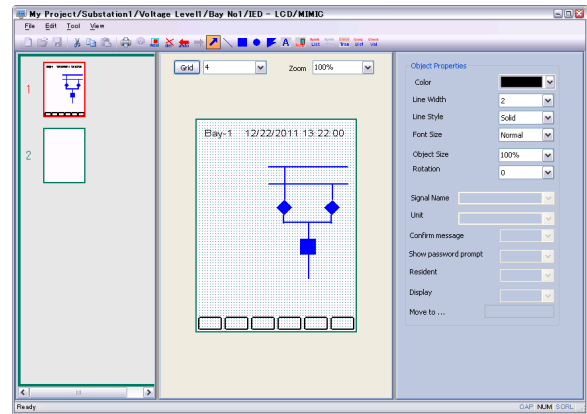 My Project/Substation1/Voltage Level1/Bay No1/IED - LCD/MIMIC
File Edit Tool View
A
Grid 4 Zoom 100%
1
2
Bay-1 12/22/2011 13:22:00
Object Properties
Color
Line Width 2
Line Style Solid
Font Size Normal
Object Size 100%
Rotation 0
Signal Name
Unit
Confirm message
Show password prompt
Resident
Display
Move to ...
Ready
CAP NUM SCRL